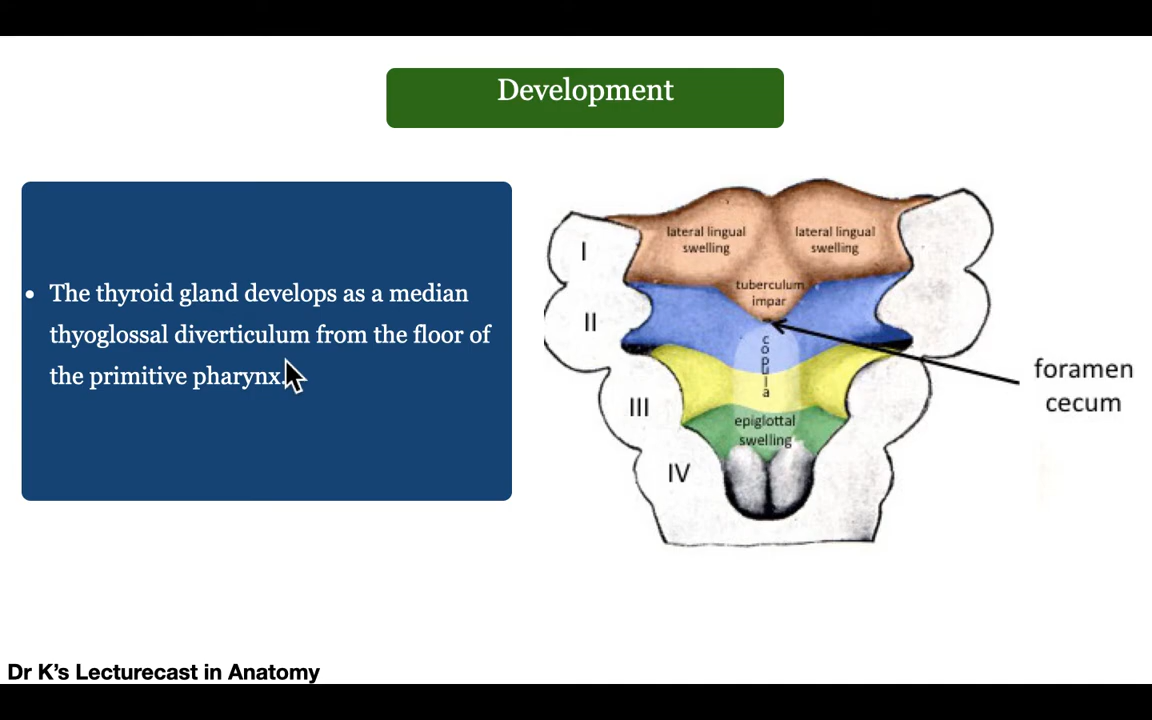 Development
• The thyroid gland develops as a median
thyoglossal diverticulum from the floor of
the primitive pharynx.
I
II
III
IV
lateral lingual
swelling
lateral lingual
swelling
tuberculum
impar
copula
epiglottal
swelling
foramen
cecum
Dr K’s Lecturecast in Anatomy